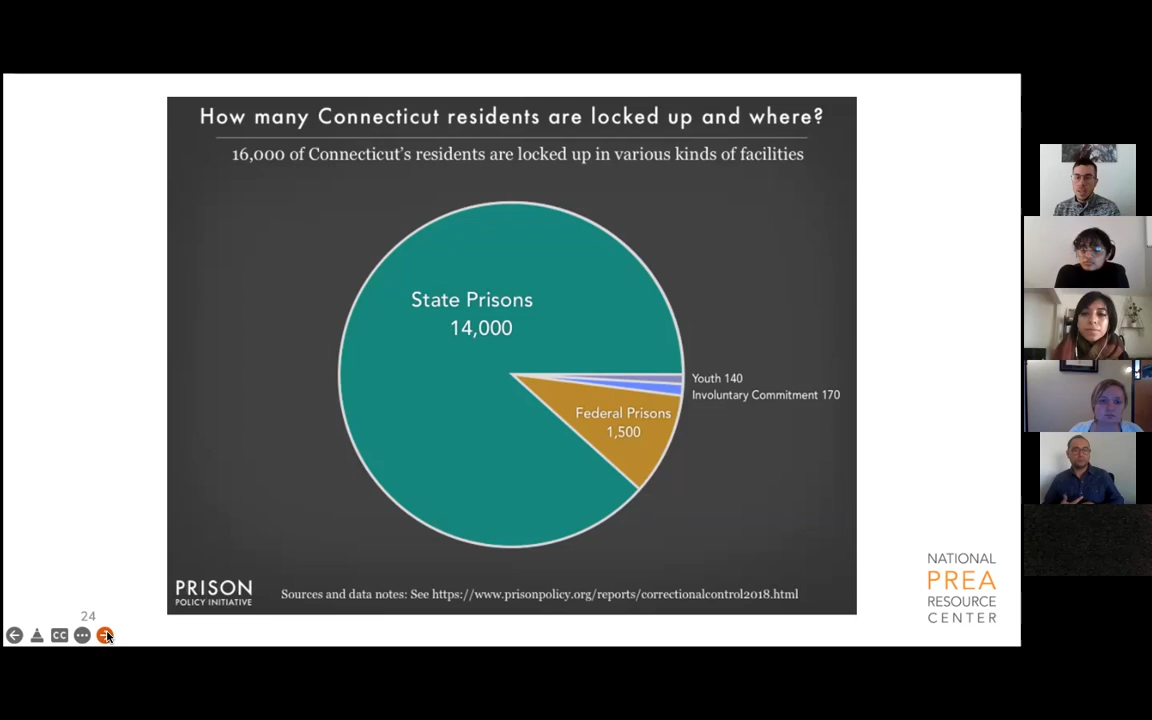 How many Connecticut residents are locked up and where?
16,000 of Connecticut's residents are locked up in various kinds of facilities
State Prisons
14,000
Youth 140
Involuntary Commitment 170
Federal Prisons
1,500
PRISON
POLICY INITIATIVE
Sources and data notes: See https://www.prisonpolicy.org/reports/correctionalcontrol2018.html
NATIONAL
PREA
RESOURCE
CENTER
24
CC